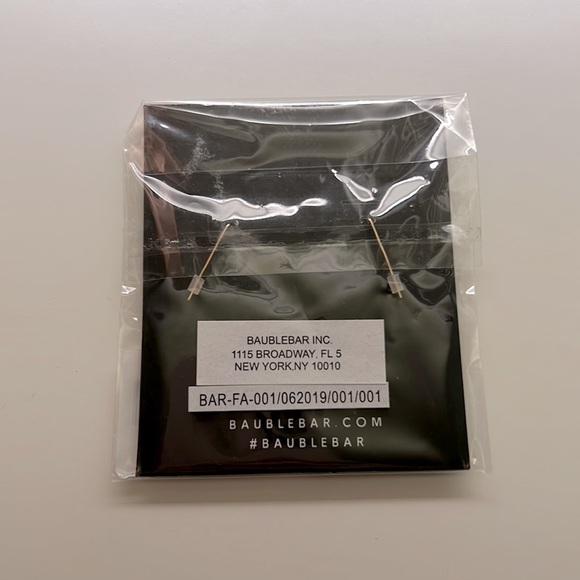 BAUBLEBAR INC.
1115 BROADWAY, FL 5
NEW YORK,NY 10010
BAR-FA-001/062019/001/001
BAUBLEBAR.COM
#BAUBLEBAR